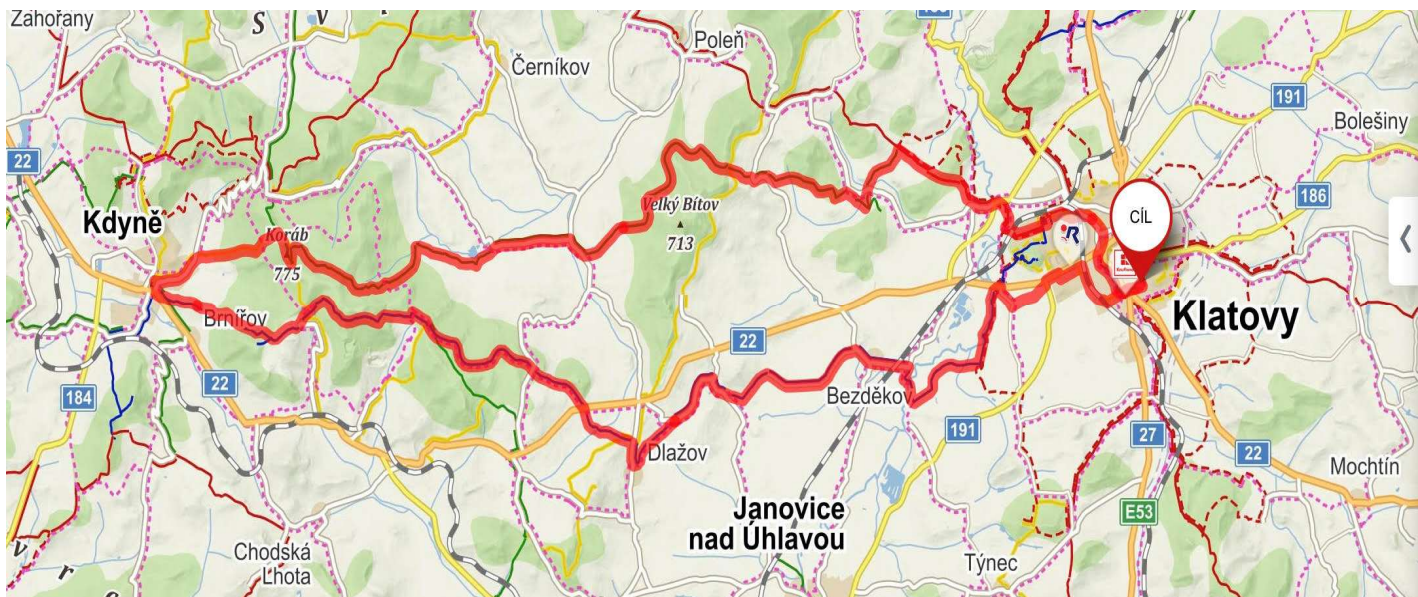 Zahořany
S v
Poleň
Černíkov
191
Bolešiny
22
Kdyně
Koráb
775
Velký Bítov
713
CÍL
186
R
Klatovy
Brnířov
22
184
22
Bezděkov
191
Dlažov
27
22
Mochtín
Janovice
nad Úhlavou
E53
Chodská
Lhota
Týnec
v
r